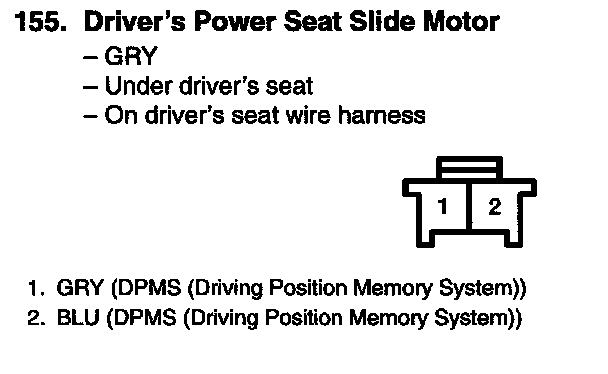 155. Driver's Power Seat Slide Motor
– GRY
– Under driver's seat
– On driver's seat wire harness
1 2
1. GRY (DPMS (Driving Position Memory System))
2. BLU (DPMS (Driving Position Memory System))